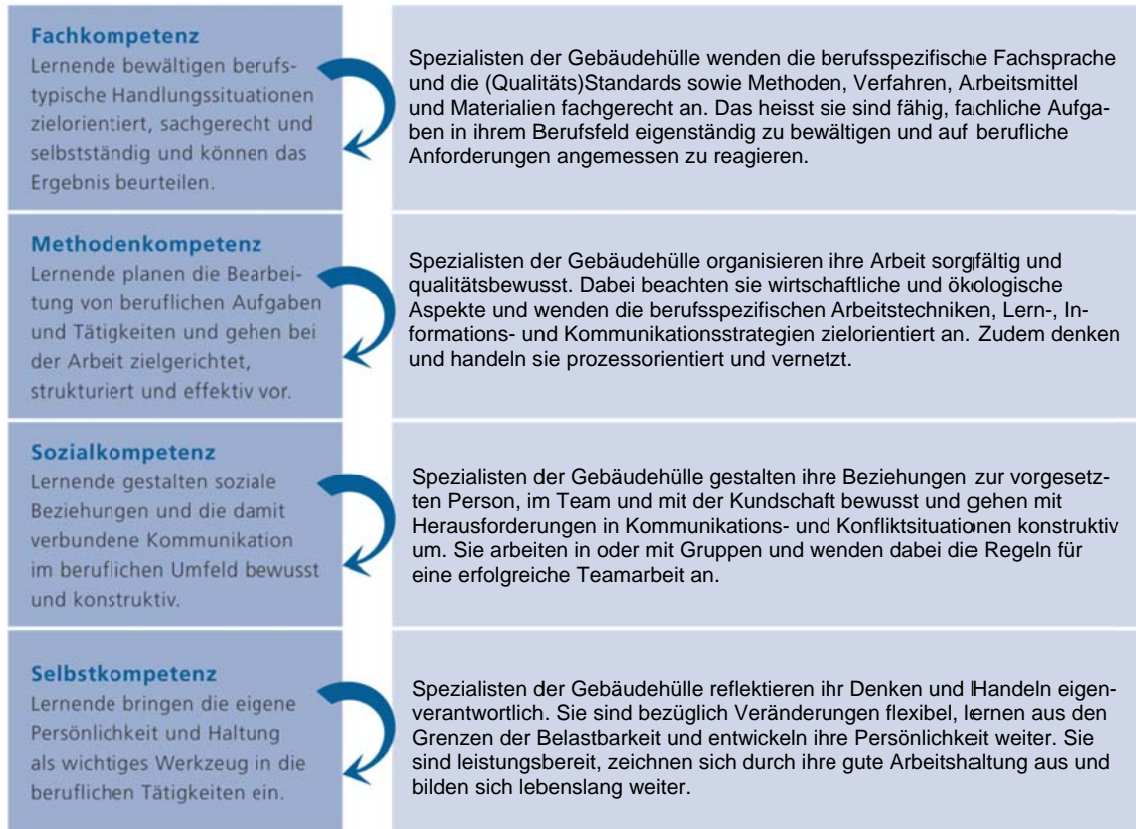 Fachkompetenz
Lernende bewältigen berufs-
typische Handlungssituationen
zielorientiert, sachgerecht und
selbstständig und können das
Ergebnis beurteilen.
Spezialisten der Gebäudehülle wenden die berufsspezifische Fachsprache
und die (Qualitäts)Standards sowie Methoden, Verfahren, Arbeitsmittel
und Materialien fachgerecht an. Das heisst sie sind fähig, fachliche Aufga-
ben in ihrem Berufsfeld eigenständig zu bewältigen und auf berufliche
Anforderungen angemessen zu reagieren.
Methodenkompetenz
Lernende planen die Bearbei-
tung von beruflichen Aufgaben
und Tätigkeiten und gehen bei
der Arbeit zielgerichtet,
strukturiert und effektiv vor.
Spezialisten der Gebäudehülle organisieren ihre Arbeit sorgfältig und
qualitätsbewusst. Dabei beachten sie wirtschaftliche und ökologische
Aspekte und wenden die berufsspezifischen Arbeitstechniken, Lern-, In-
formations- und Kommunikationsstrategien zielorientiert an. Zudem denken
und handeln sie prozessorientiert und vernetzt.
Sozialkompetenz
Lernende gestalten soziale
Beziehungen und die damit
verbundene Kommunikation
im beruflichen Umfeld bewusst
und konstruktiv.
Spezialisten der Gebäudehülle gestalten ihre Beziehungen zur vorgesetz-
ten Person, im Team und mit der Kundschaft bewusst und gehen mit
Herausforderungen in Kommunikations- und Konfliktsituationen konstruktiv
um. Sie arbeiten in oder mit Gruppen und wenden dabei die Regeln für
eine erfolgreiche Teamarbeit an.
Selbstkompetenz
Lernende bringen die eigene
Persönlichkeit und Haltung
als wichtiges Werkzeug in die
beruflichen Tätigkeiten ein.
Spezialisten der Gebäudehülle reflektieren ihr Denken und Handeln eigen-
verantwortlich. Sie sind bezüglich Veränderungen flexibel, lernen aus den
Grenzen der Belastbarkeit und entwickeln ihre Persönlichkeit weiter. Sie
sind leistungsbereit, zeichnen sich durch ihre gute Arbeitshaltung aus und
bilden sich lebenslang weiter.